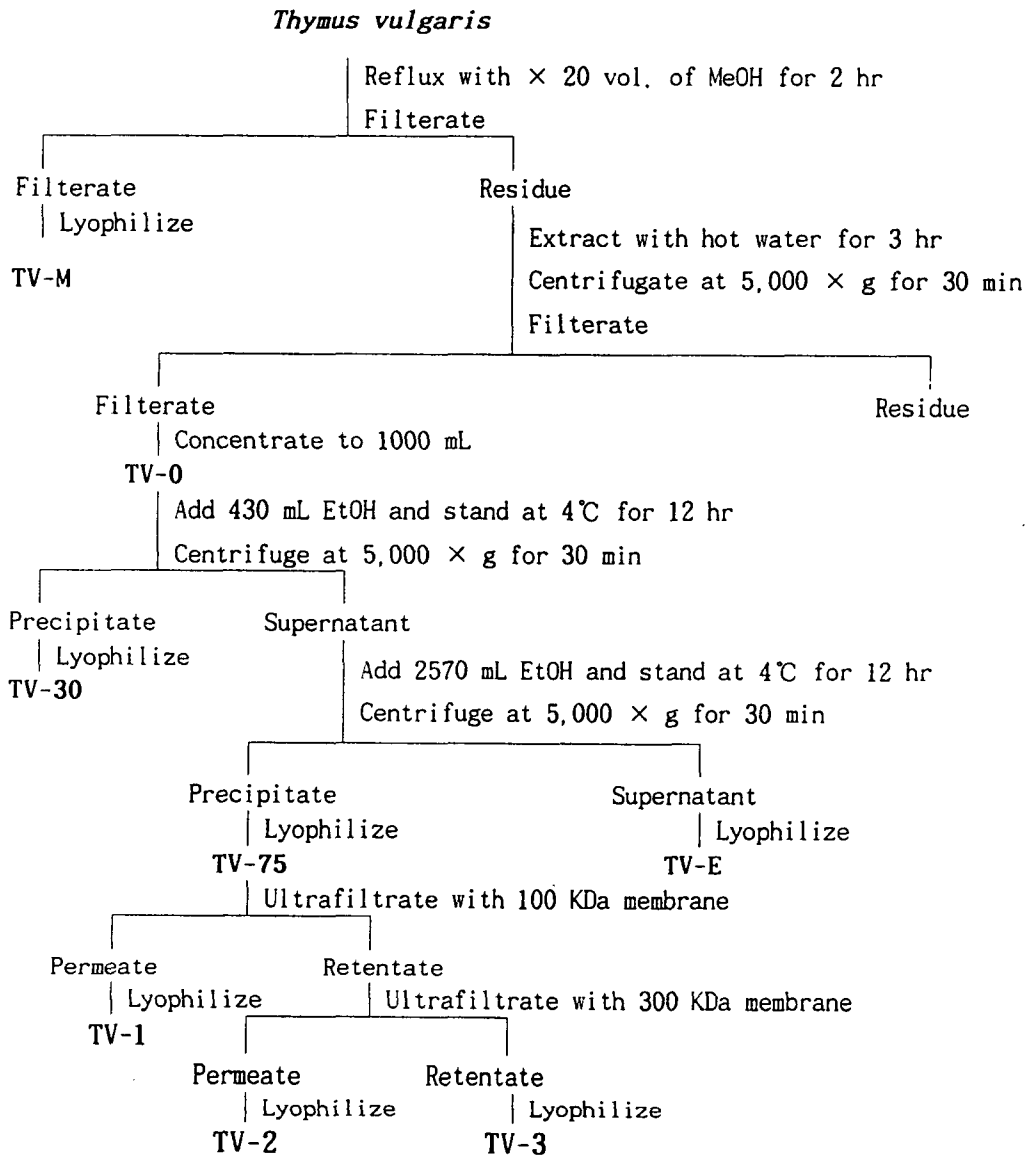 Thymus vulgaris
Reflux with × 20 vol. of MeOH for 2 hr
Filterate
Filterate
Residue
Lyophilize
Extract with hot water for 3 hr
TV-M
Centrifugate at 5,000 × g for 30 min
Filterate
Filterate
Residue
Concentrate to 1000 mL
TV-0
Add 430 mL EtOH and stand at 4℃ for 12 hr
Centrifuge at 5,000 × g for 30 min
Precipitate
Supernatant
Lyophilize
TV-30
Add 2570 mL EtOH and stand at 4℃ for 12 hr
Centrifuge at 5,000 × g for 30 min
Precipitate
Supernatant
Lyophilize
Lyophilize
TV-75
TV-E
Ultrafiltrate with 100 KDa membrane
Permeate
Retentate
Lyophilize
Ultrafiltrate with 300 KDa membrane
TV-1
Permeate
Retentate
Lyophilize
Lyophilize
TV-2
TV-3